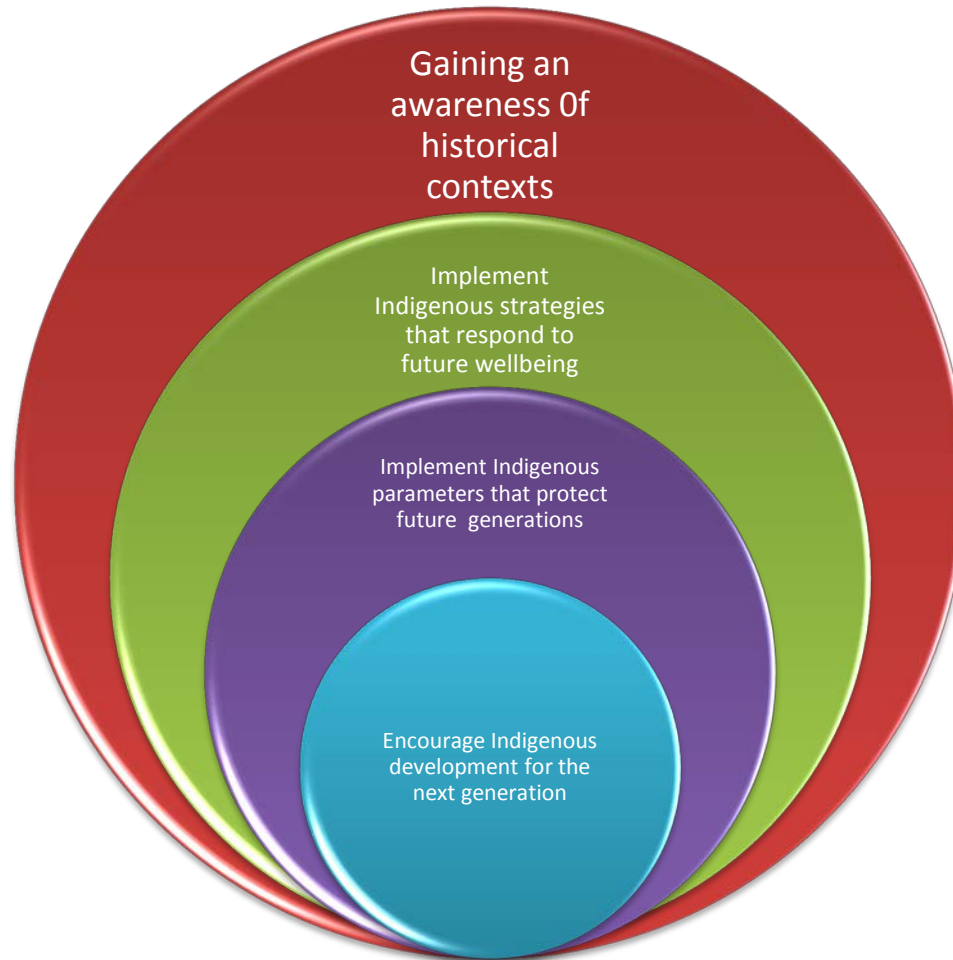 Gaining an
awareness 0f
historical
contexts
Implement
Indigenous strategies
that respond to
future wellbeing
Implement Indigenous
parameters that protect
future  generations
Encourage Indigenous
development for the
next generation